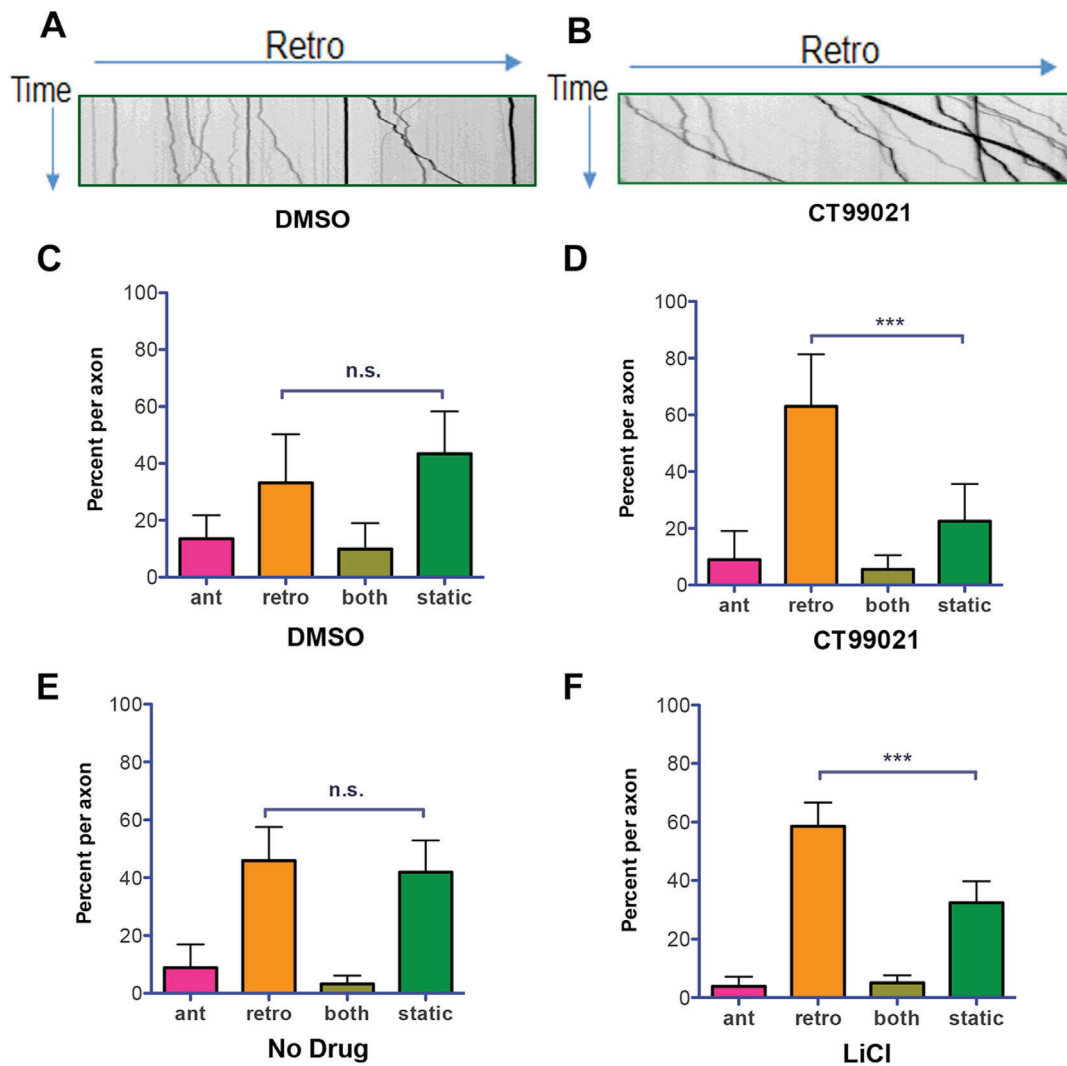 A
Retro
Time
DMSO
B
Retro
Time
CT99021
C
Percent per axon
100
80
60
40
20
0
n.s.
ant retro both static
DMSO
D
Percent per axon
100
80
60
40
20
0
***
ant retro both static
CT99021
E
Percent per axon
100
80
60
40
20
0
n.s.
ant retro both static
No Drug
F
Percent per axon
100
80
60
40
20
0
***
ant retro both static
LiCl